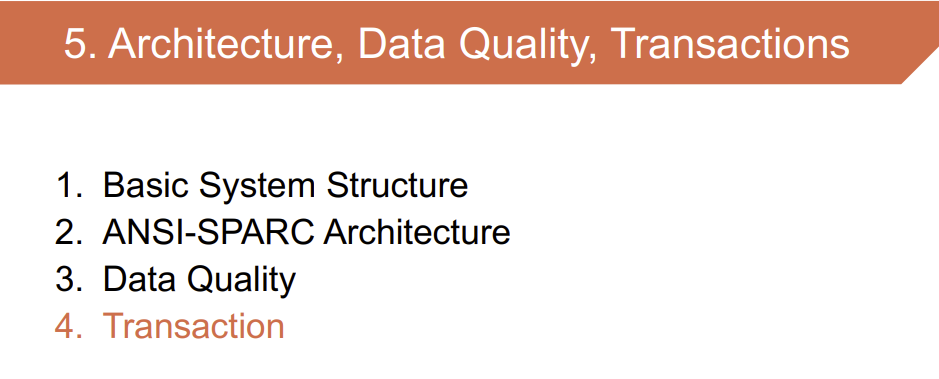 5. Architecture, Data Quality, Transactions
1. Basic System Structure
2. ANSI-SPARC Architecture
3. Data Quality
4. Transaction